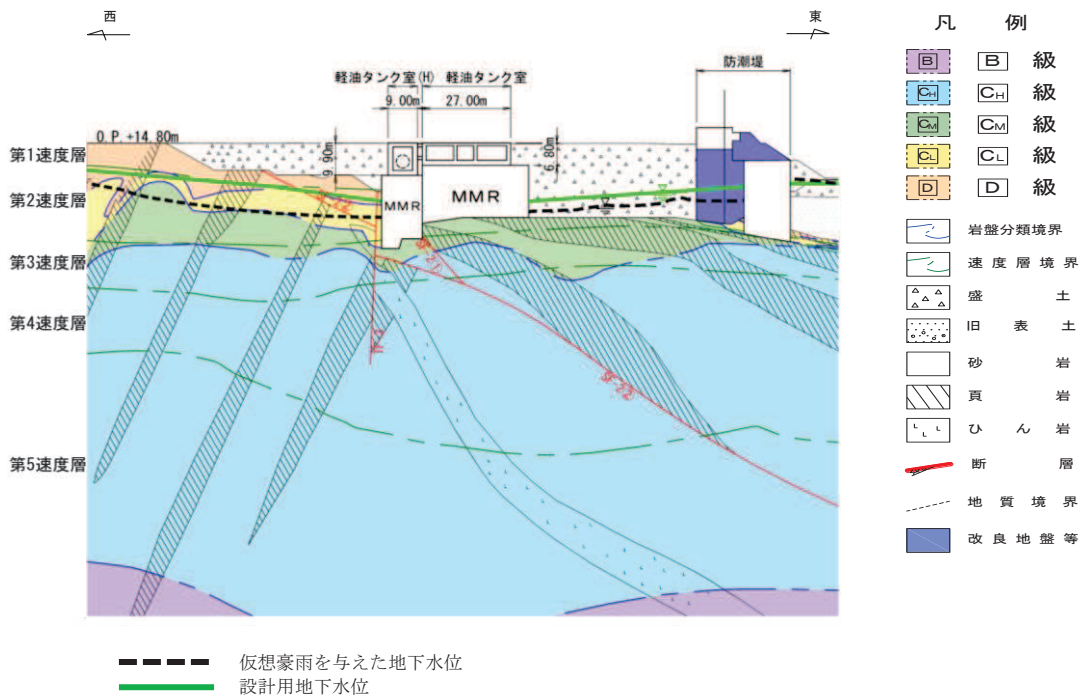 西
東
防潮堤
軽油タンク室(H) 軽油タンク室
9.00m
27.00m
O.P.+14.80m
9.90m
6.80m
MMR
MMR
第1速度層
第2速度層
第3速度層
第4速度層
第5速度層
TF-3
SF-22
凡 例
B B 級
CH CH 級
CM CM 級
CL CL 級
D D 級
岩盤分類境界
速度層境界
盛 土
旧 表 土
砂 岩
頁 岩
ひ ん 岩
断 層
地 質 境 界
改 良 地 盤 等
仮想豪雨を与えた地下水位
設計用地下水位